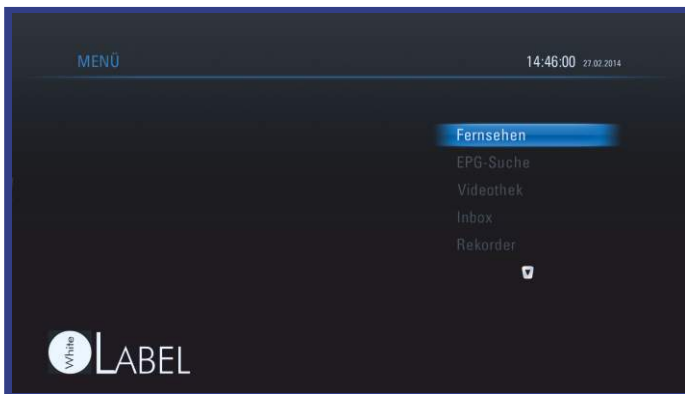 MENÜ
14:46:00 27.02.2014
Fernsehen
EPG-Suche
Videothek
Inbox
Rekorder
White LABEL